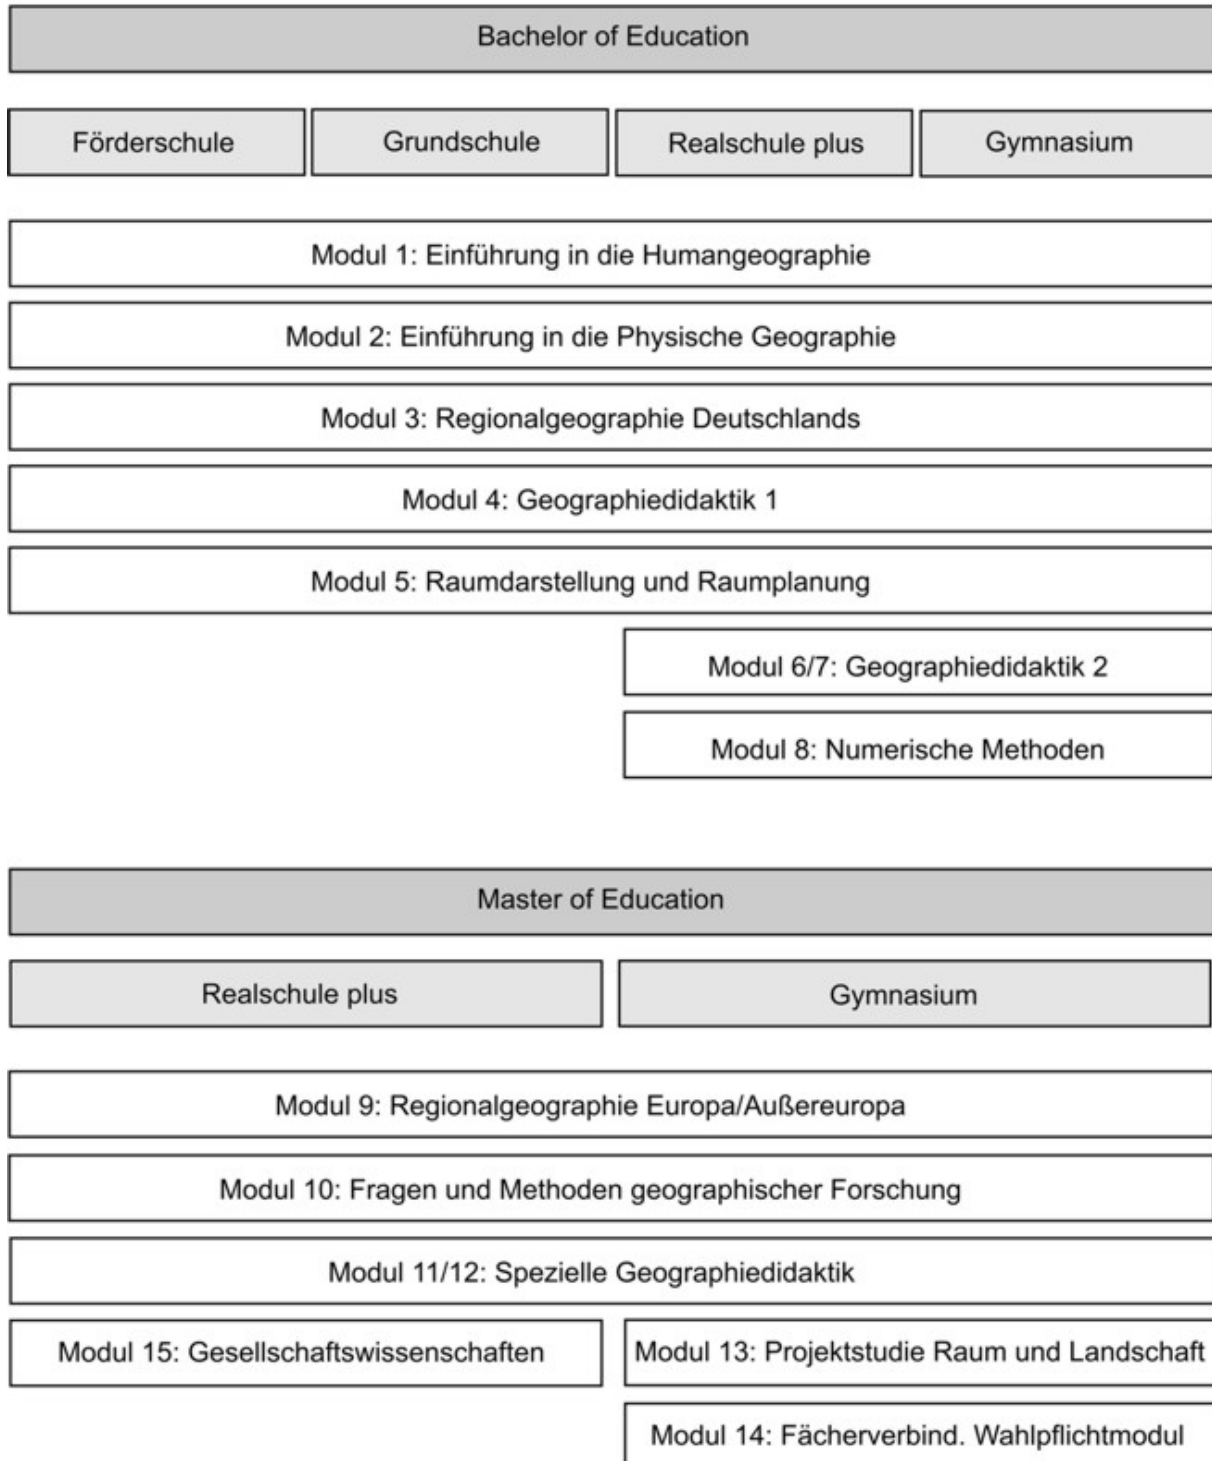 Bachelor of Education
Förderschule Grundschule Realschule plus Gymnasium
Modul 1: Einführung in die Humangeographie
Modul 2: Einführung in die Physische Geographie
Modul 3: Regionalgeographie Deutschlands
Modul 4: Geographiedidaktik 1
Modul 5: Raumdarstellung und Raumplanung
Modul 6/7: Geographiedidaktik 2
Modul 8: Numerische Methoden
Master of Education
Realschule plus Gymnasium
Modul 9: Regionalgeographie Europa/Außereuropa
Modul 10: Fragen und Methoden geographischer Forschung
Modul 11/12: Spezielle Geographiedidaktik
Modul 15: Gesellschaftswissenschaften Modul 13: Projektstudie Raum und Landschaft
Modul 14: Fächerverbind. Wahlpflichtmodul